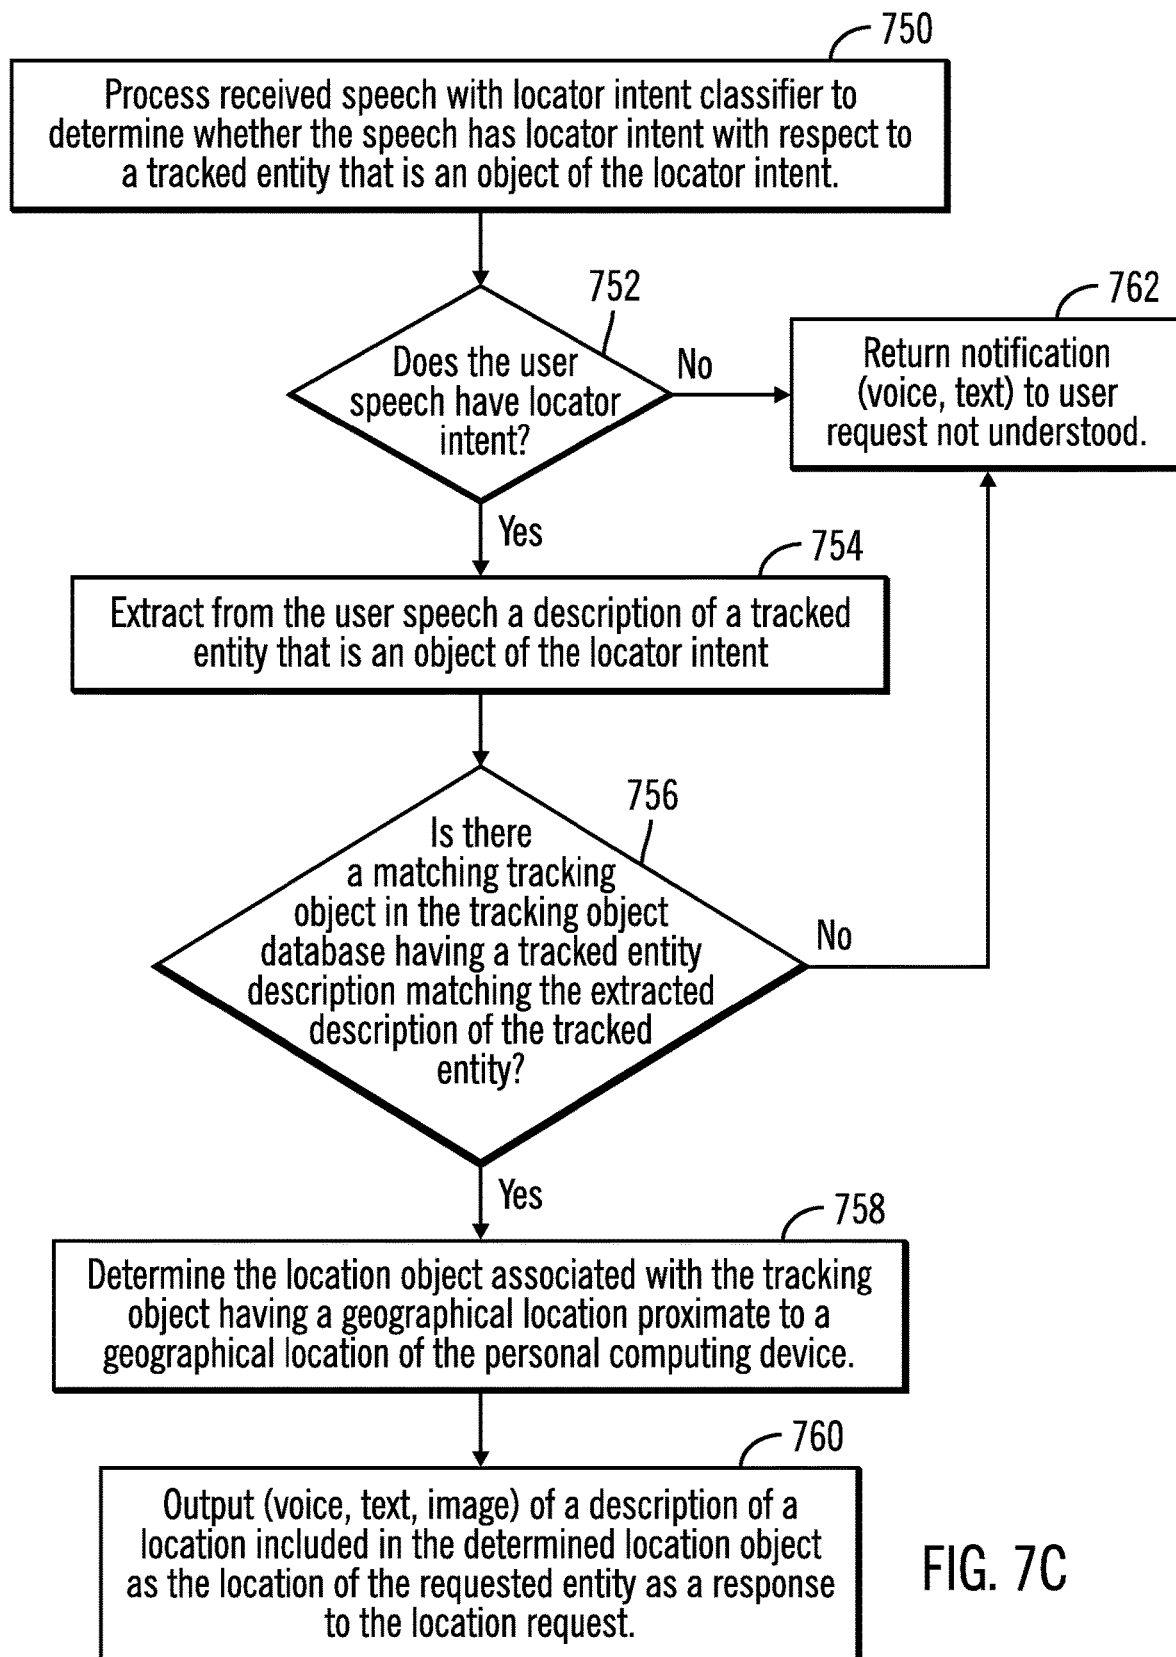 750
Process received speech with locator intent classifier to
determine whether the speech has locator intent with respect to
a tracked entity that is an object of the locator intent.
752
Does the user
speech have locator
intent?
No
762
Return notification
(voice, text) to user
request not understood.
Yes
754
Extract from the user speech a description of a tracked
entity that is an object of the locator intent
756
Is there
a matching tracking
object in the tracking object
database having a tracked entity
description matching the extracted
description of the tracked
entity?
No
Yes
758
Determine the location object associated with the tracking
object having a geographical location proximate to a
geographical location of the personal computing device.
760
Output (voice, text, image) of a description of a
location included in the determined location object
as the location of the requested entity as a response
to the location request.
FIG. 7C